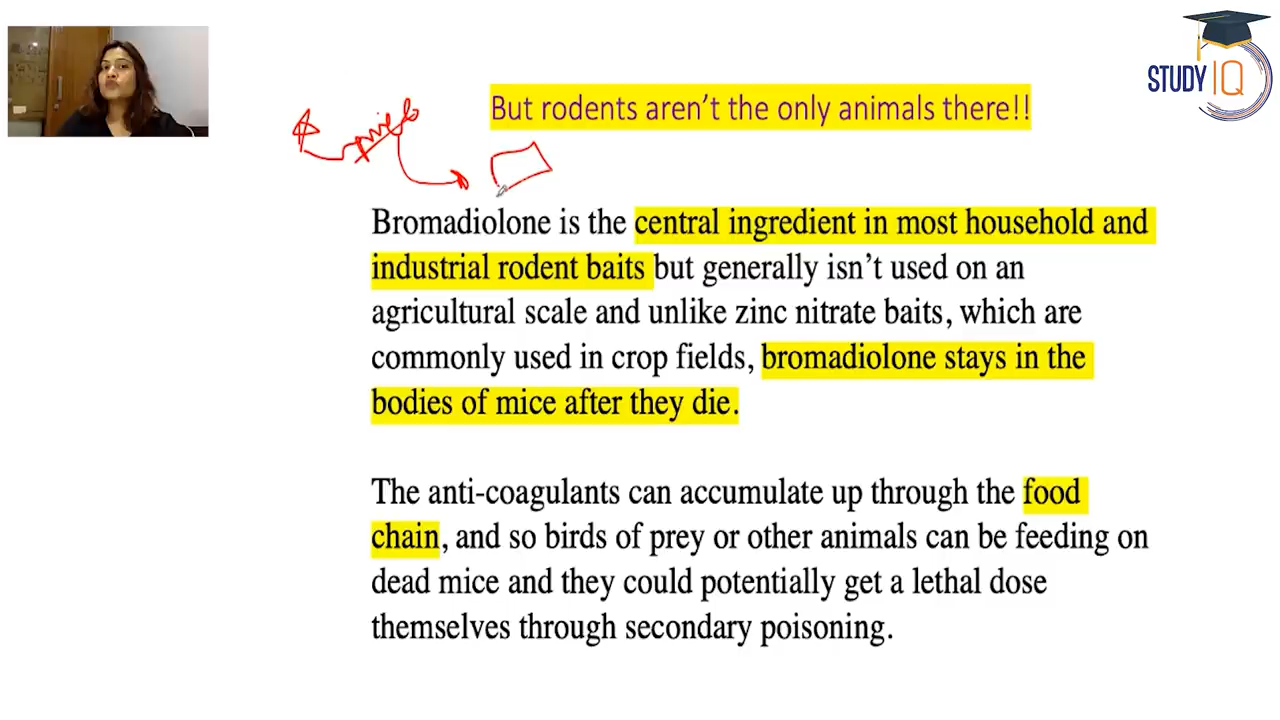 STUDY IQ
But rodents aren't the only animals there!!
Bromadiolone is the central ingredient in most household and
industrial rodent baits but generally isn't used on an
agricultural scale and unlike zinc nitrate baits, which are
commonly used in crop fields, bromadiolone stays in the
bodies of mice after they die.
The anti-coagulants can accumulate up through the food
chain, and so birds of prey or other animals can be feeding on
dead mice and they could potentially get a lethal dose
themselves through secondary poisoning.